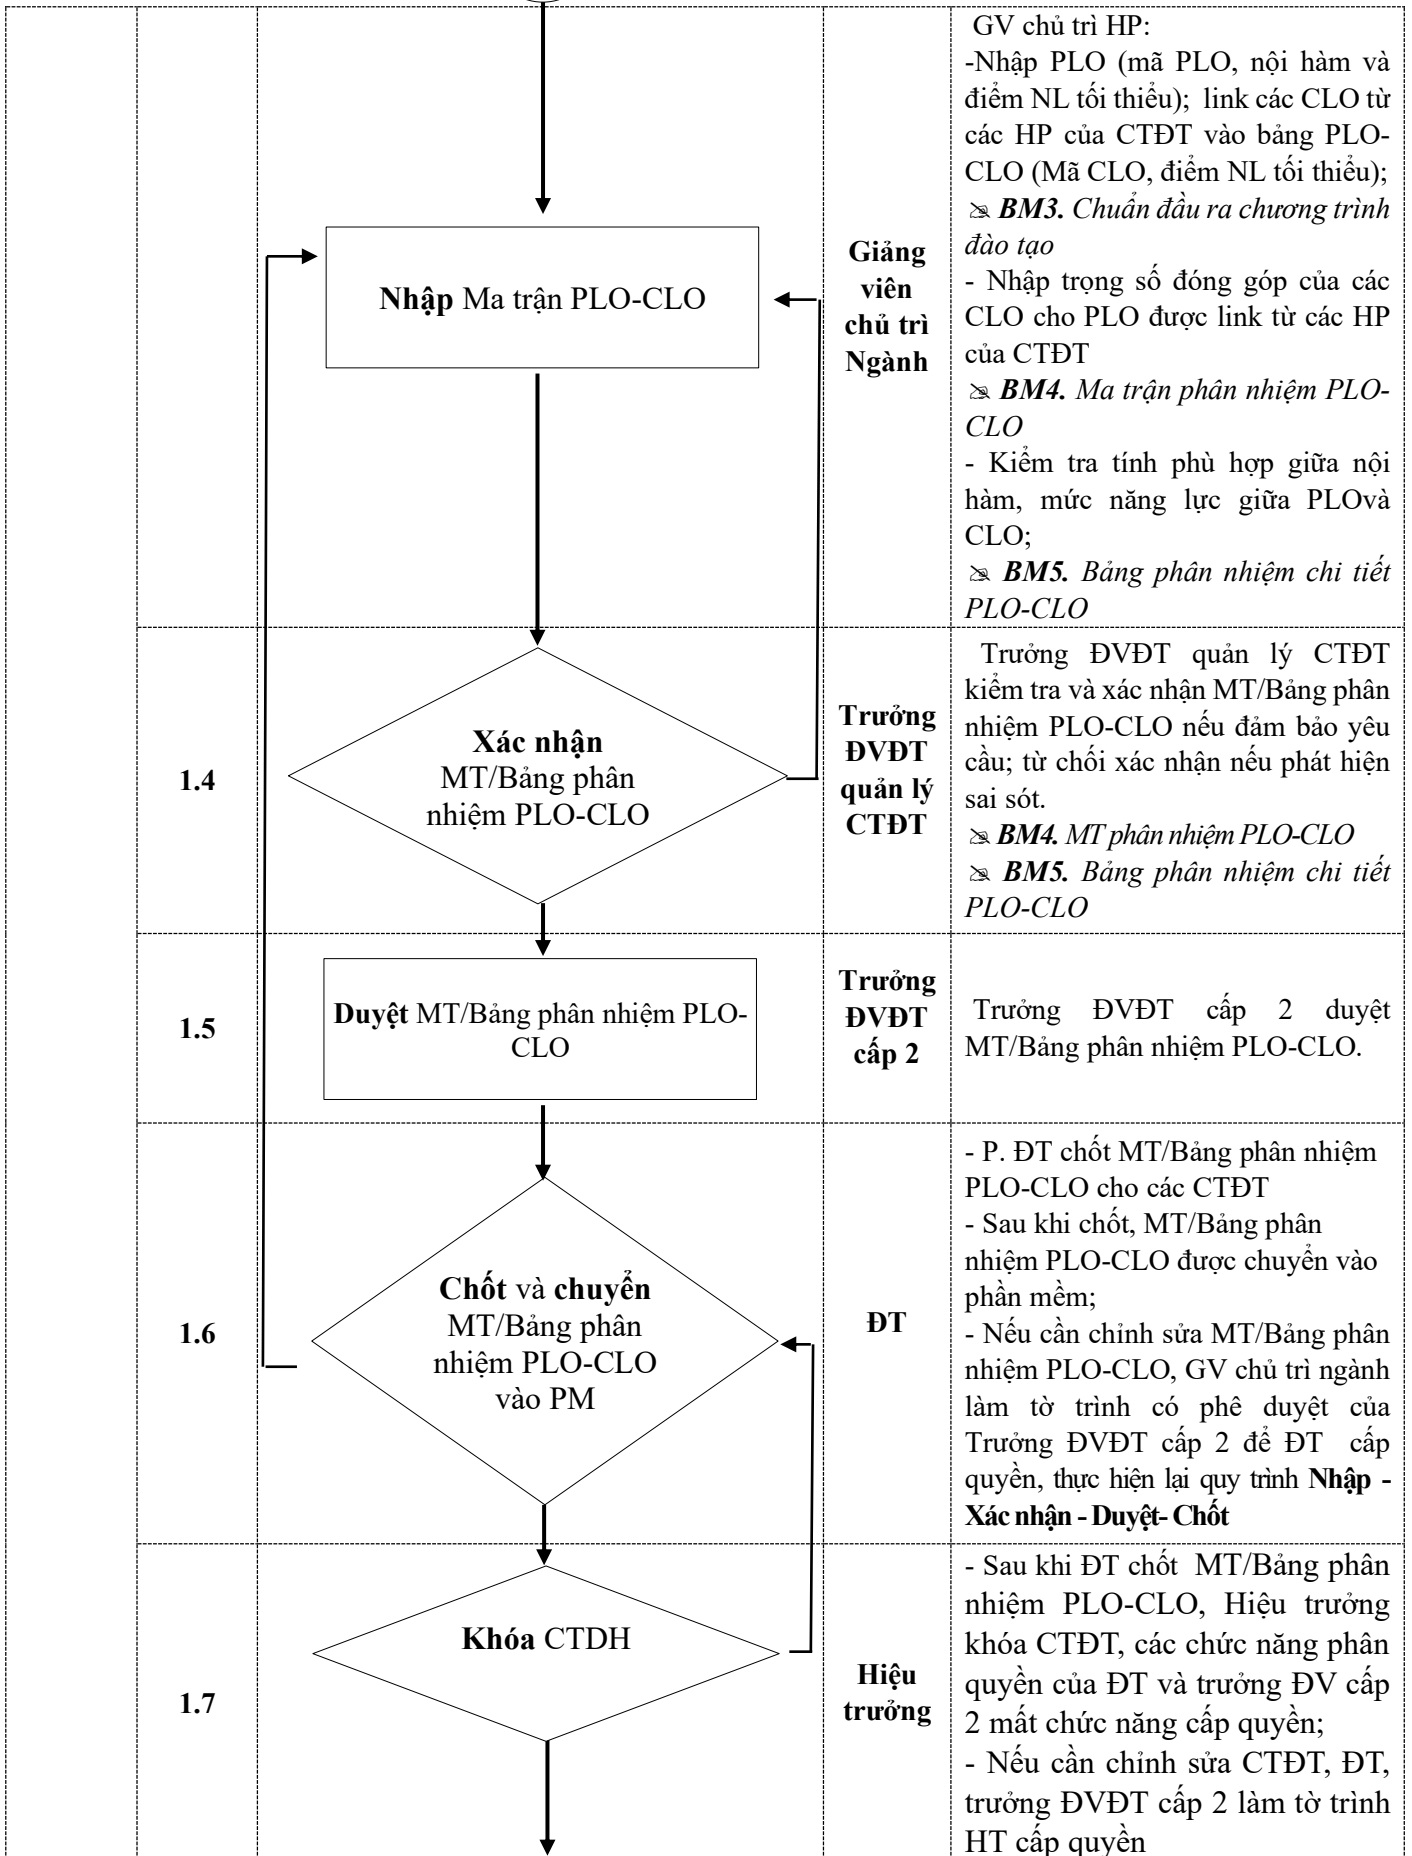 GV chủ trì HP:
-Nhập PLO (mã PLO, nội hàm và
điểm NL tối thiểu); link các CLO từ
các HP của CTĐT vào bảng PLO-
CLO (Mã CLO, điểm NL tối thiểu);
BM3. Chuẩn đầu ra chương trình
đào tạo
- Nhập trọng số đóng góp của các
CLO cho PLO được link từ các HP
của CTĐT
BM4. Ma trận phân nhiệm PLO-
CLO
- Kiểm tra tính phù hợp giữa nội
hàm, mức năng lực giữa PLOvà
CLO;
BM5. Bảng phân nhiệm chi tiết
PLO-CLO
Nhập Ma trận PLO-CLO
Giảng
viên
chủ trì
Ngành
1.4
Xác nhận
MT/Bảng phân
nhiệm PLO-CLO
Trưởng
ĐVĐT
quản lý
CTĐT
Trưởng ĐVĐT quản lý CTĐT
kiểm tra và xác nhận MT/Bảng phân
nhiệm PLO-CLO nếu đảm bảo yêu
cầu; từ chối xác nhận nếu phát hiện
sai sót.
BM4. MT phân nhiệm PLO-CLO
BM5. Bảng phân nhiệm chi tiết
PLO-CLO
1.5
Duyệt MT/Bảng phân nhiệm PLO-
CLO
Trưởng
ĐVĐT
cấp 2
Trưởng ĐVĐT cấp 2 duyệt
MT/Bảng phân nhiệm PLO-CLO.
1.6
Chốt và chuyển
MT/Bảng phân
nhiệm PLO-CLO
vào PM
ĐT
- P. ĐT chốt MT/Bảng phân nhiệm
PLO-CLO cho các CTĐT
- Sau khi chốt, MT/Bảng phân
nhiệm PLO-CLO được chuyển vào
phần mềm;
- Nếu cần chỉnh sửa MT/Bảng phân
nhiệm PLO-CLO, GV chủ trì ngành
làm tờ trình có phê duyệt của
Trưởng ĐVĐT cấp 2 để ĐT cấp
quyền, thực hiện lại quy trình Nhập -
Xác nhận - Duyệt- Chốt
1.7
Khóa CTDH
Hiệu
trưởng
- Sau khi ĐT chốt MT/Bảng phân
nhiệm PLO-CLO, Hiệu trưởng
khóa CTĐT, các chức năng phân
quyền của ĐT và trưởng ĐV cấp
2 mất chức năng cấp quyền;
- Nếu cần chỉnh sửa CTĐT, ĐT,
trưởng ĐVĐT cấp 2 làm tờ trình
HT cấp quyền